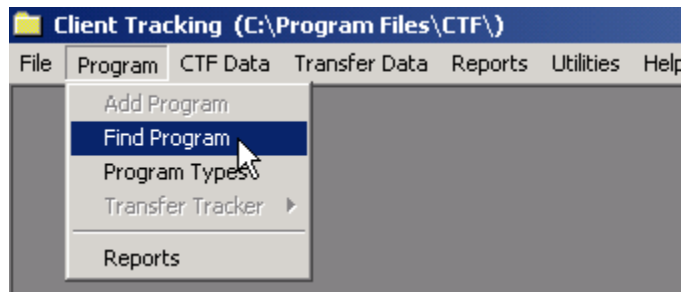 Client Tracking (C:\Program Files\CTF\)
File Program CTF Data Transfer Data Reports Utilities Help
Add Program
Find Program
Program Types
Transfer Tracker
Reports